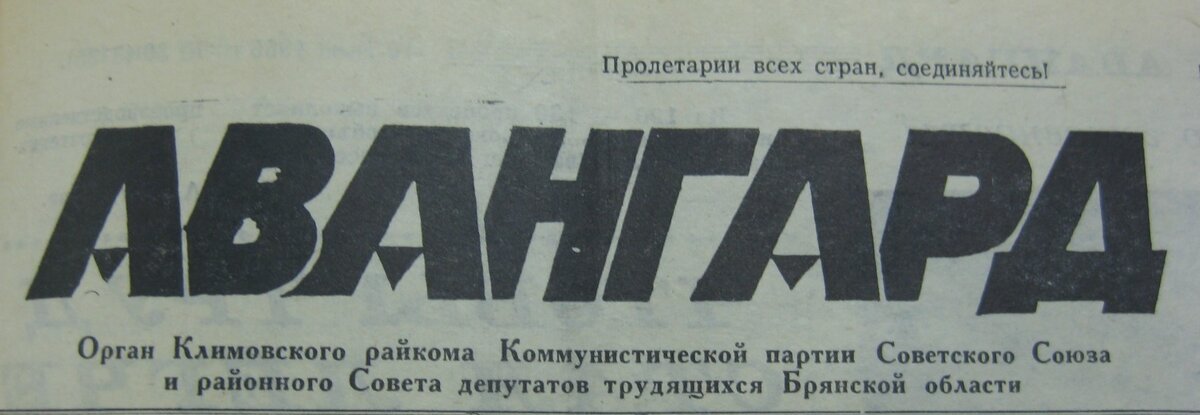 Пролетарии всех стран, соединяйтесь!
АВАНГАРД
Орган Климовского райкома Коммунистической партии Советского Союза
и районного Совета депутатов трудящихся Брянской области